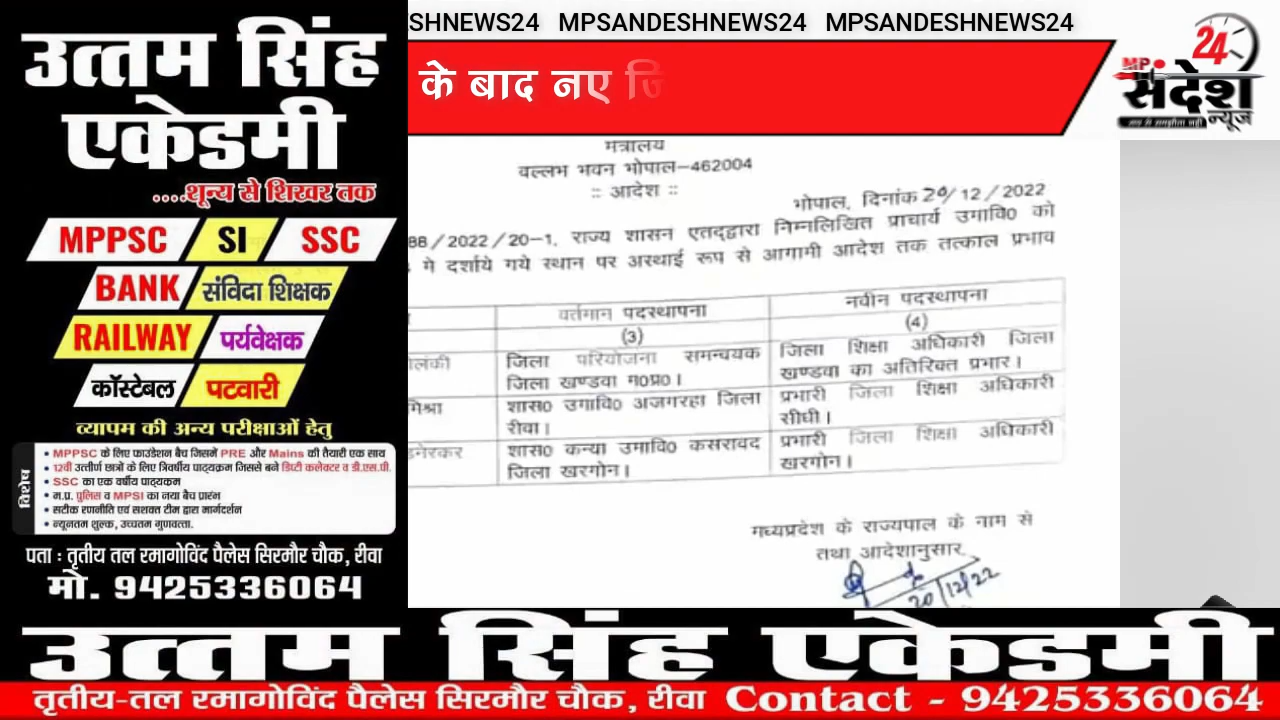 उत्तम सिंह
एकेडमी
....शून्य से शिखर तक
MPPSC SI SSC
BANK संविदा शिक्षक
RAILWAY पर्यवेक्षक
कॉस्टेबल पटवारी
व्यापम की अन्य परीक्षाओं हेतु
विशेष
• MPPSC के लिए फाउंडेशन बैच जिसमें PRE और Mains की तैयारी एक साथ
• 12वीं उत्तीर्ण छात्रों के लिए त्रिवर्षीय पाठ्यक्रम जिससे बने डिप्टी कलेक्टर व डी.एस.पी.
• SSC का एक वर्षीय पाठ्यक्रम
• म.प्र. पुलिस व MPSI का नया बैच प्रारंभ
• सटीक रणनीति एवं सशक्त टीम द्वारा मार्गदर्शन
• न्यूनतम शुल्क, उच्चतम गुणवत्ता.
पता : तृतीय तल रमागोविंद पैलेस सिरमौर चौक, रीवा
मो. 9425336064
SHNEWS24 MPSANDESHNEWS24 MPSANDESHNEWS24
के बाद नए जि
24
MP
संदेश
न्यूज
मंत्रालय
वल्लभ भवन भोपाल-462004
:: आदेश ::
भोपाल, दिनांक 20/12/2022
88/2022/20-1, राज्य शासन एतद्द्वारा निम्नलिखित प्राचार्य उमावि0 को
मे दर्शाये गये स्थान पर अस्थाई रूप से आगामी आदेश तक तत्काल प्रभाव
वर्तमान पदस्थापना नवीन पदस्थापना
(3) (4)
ोलंकी जिला परियोजना समन्वयक जिला शिक्षा अधिकारी जिला
जिला खण्डवा म0प्र0। खण्डवा का अतिरिक्त प्रभार।
मिश्रा शास0 उमावि0 अजगरहा जिला प्रभारी जिला शिक्षा अधिकारी
रीवा। सीधी।
डनेरकर शास0 कन्या उमावि0 कसरावद प्रभारी जिला शिक्षा अधिकारी
जिला खरगोन। खरगोन।
मध्यप्रदेश के राज्यपाल के नाम से
तथा आदेशानुसार,
20/12/22
उत्तम सिंह एकेडमी
तृतीय-तल रमागोविंद पैलेस सिरमौर चौक, रीवा Contact - 9425336064